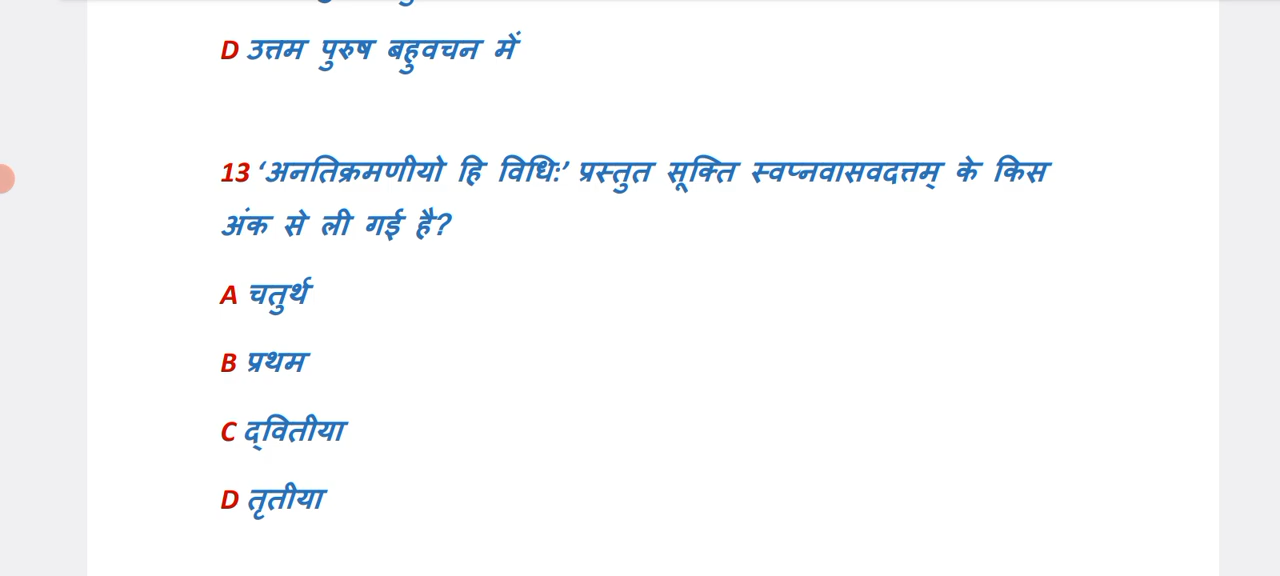 D उत्तम पुरुष बहुवचन में
13 ‘अनतिक्रमणीयो हि विधिः’ प्रस्तुत सूक्ति स्वप्नवासवदत्तम् के किस
अंक से ली गई है?
A चतुर्थ
B प्रथम
C द्वितीया
D तृतीया